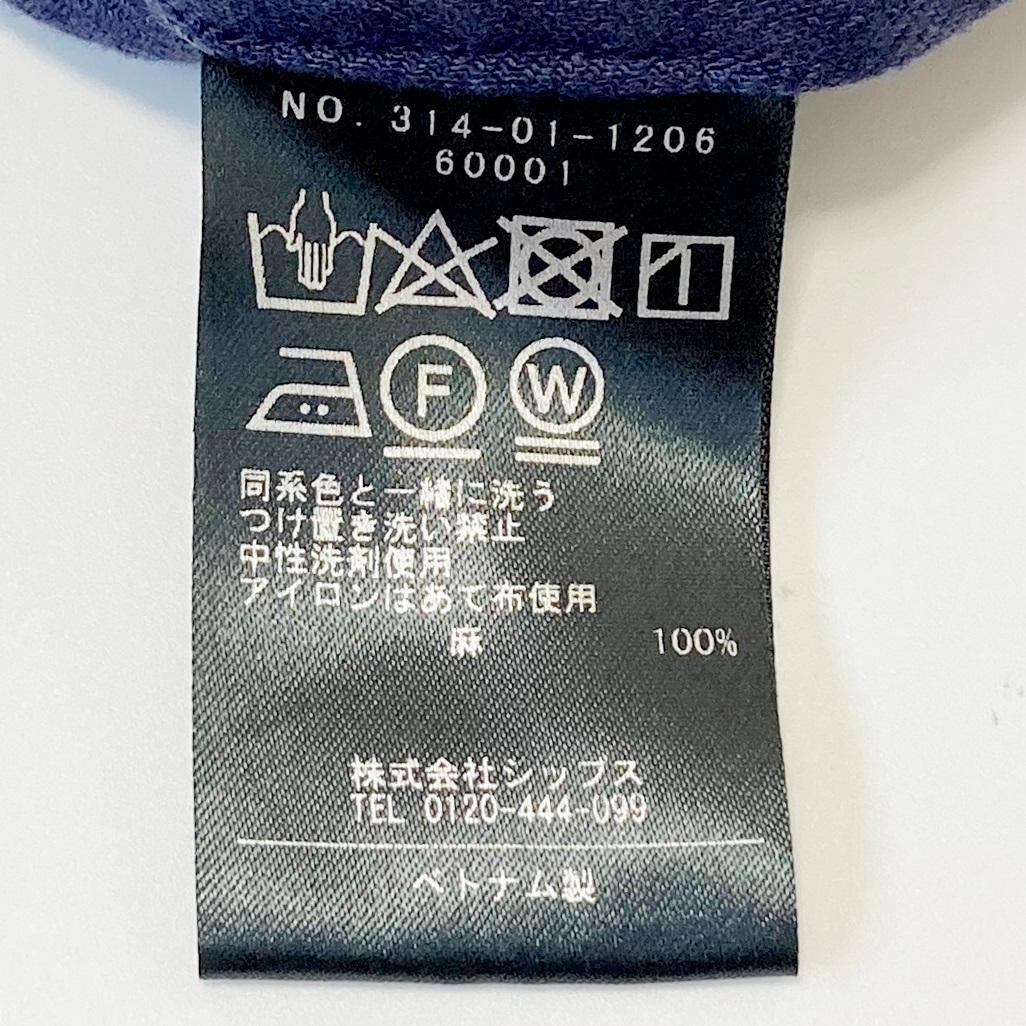 NO. 314-01-1206
60001
F W
同系色と一緒に洗う
つけ置き洗い禁止
中性洗剤使用
アイロンはあて布使用
麻 100%
株式会社シップス
TEL 0120-444-099
ベトナム製